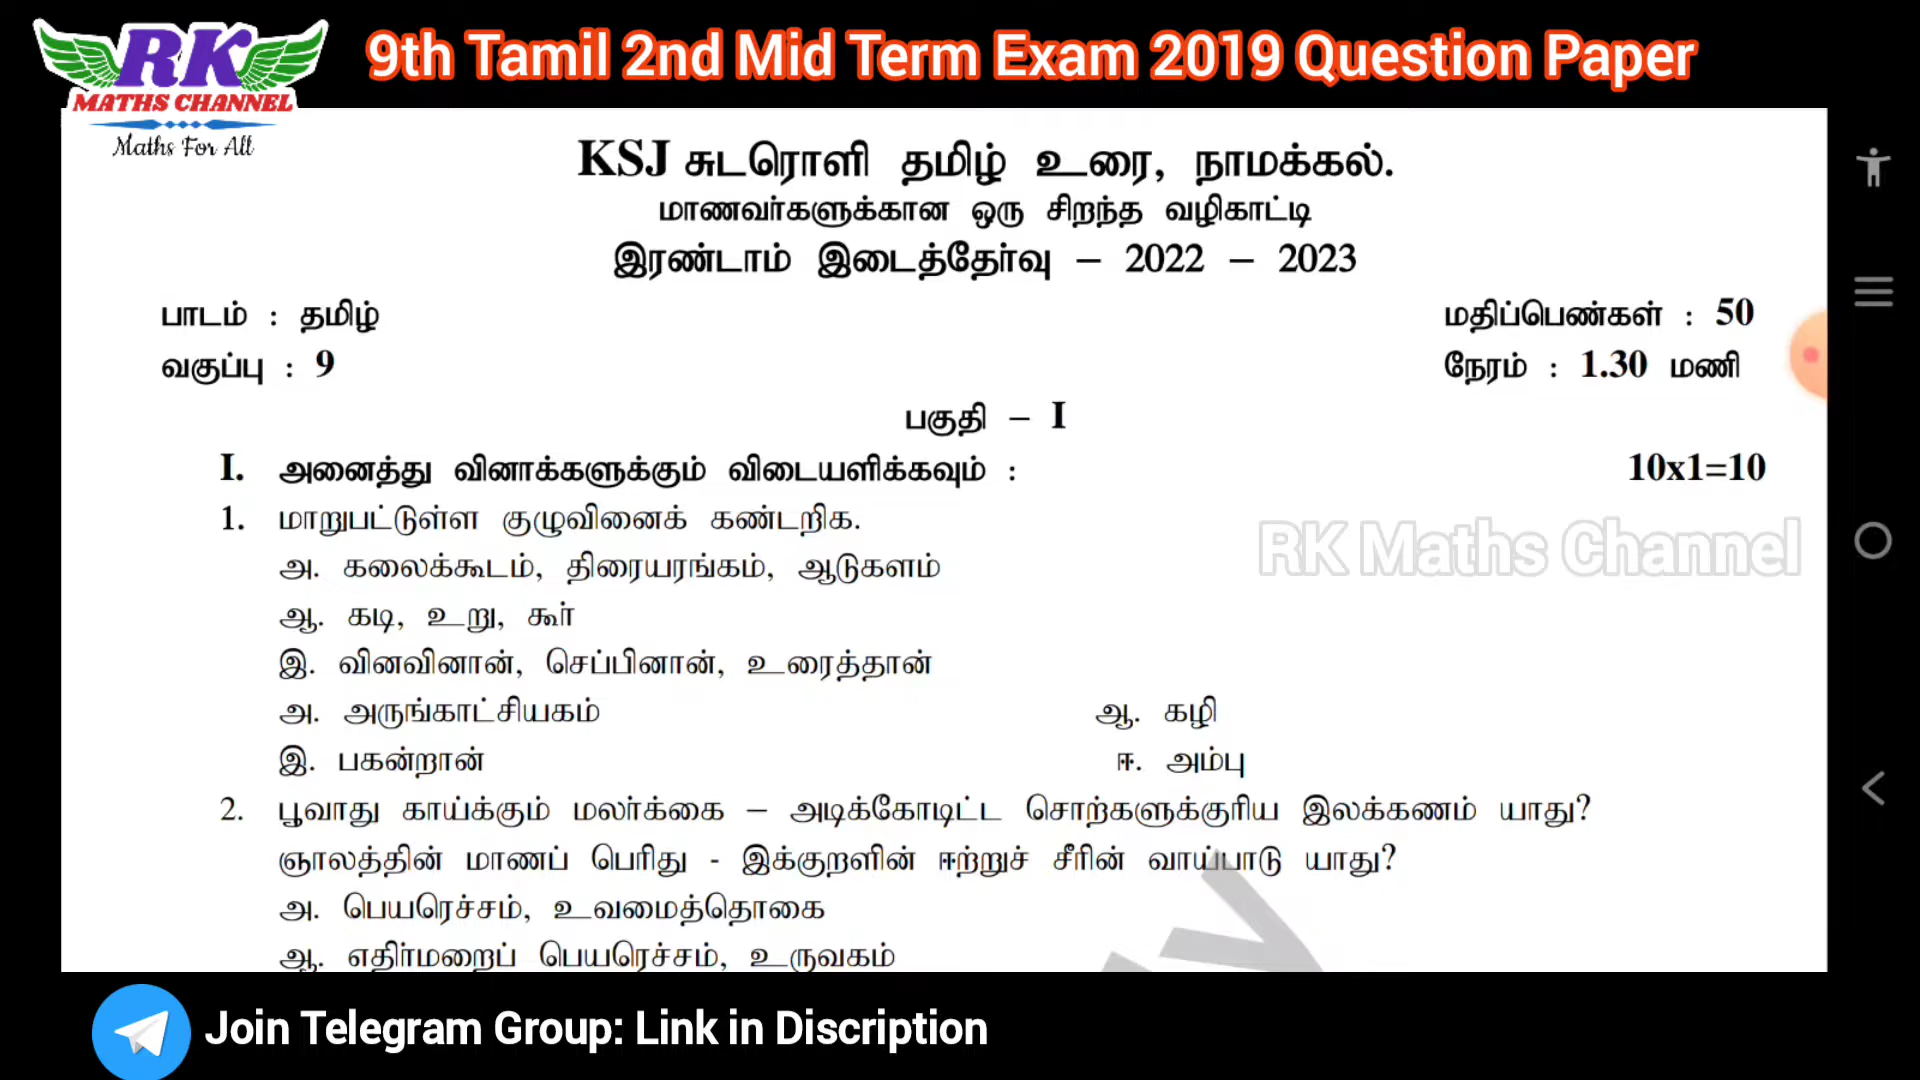 RK
MATHS CHANNEL
Maths For All
9th Tamil 2nd Mid Term Exam 2019 Question Paper
KSJ சுடரொளி தமிழ் உரை, நாமக்கல்.
மாணவர்களுக்கான ஒரு சிறந்த வழிகாட்டி
இரண்டாம் இடைத்தேர்வு – 2022 – 2023
பாடம் : தமிழ் மதிப்பெண்கள் : 50
வகுப்பு : 9 நேரம் : 1.30 மணி
பகுதி – I
I. அனைத்து வினாக்களுக்கும் விடையளிக்கவும் : 10x1=10
1. மாறுபட்டுள்ள குழுவினைக் கண்டறிக.
RK Maths Channel
அ. கலைக்கூடம், திரையரங்கம், ஆடுகளம்
ஆ. கடி, உறு, கூர்
இ. வினவினான், செப்பினான், உரைத்தான்
அ. அருங்காட்சியகம் ஆ. கழி
இ. பகன்றான் ஈ. அம்பு
2. பூவாது காய்க்கும் மலர்க்கை – அடிக்கோடிட்ட சொற்களுக்குரிய இலக்கணம் யாது?
ஞாலத்தின் மாணப் பெரிது - இக்குறளின் ஈற்றுச் சீரின் வாய்பாடு யாது?
அ. பெயரெச்சம், உவமைத்தொகை
ஆ. எதிர்மறைப் பெயரெச்சம், உருவகம்
Join Telegram Group: Link in Discription